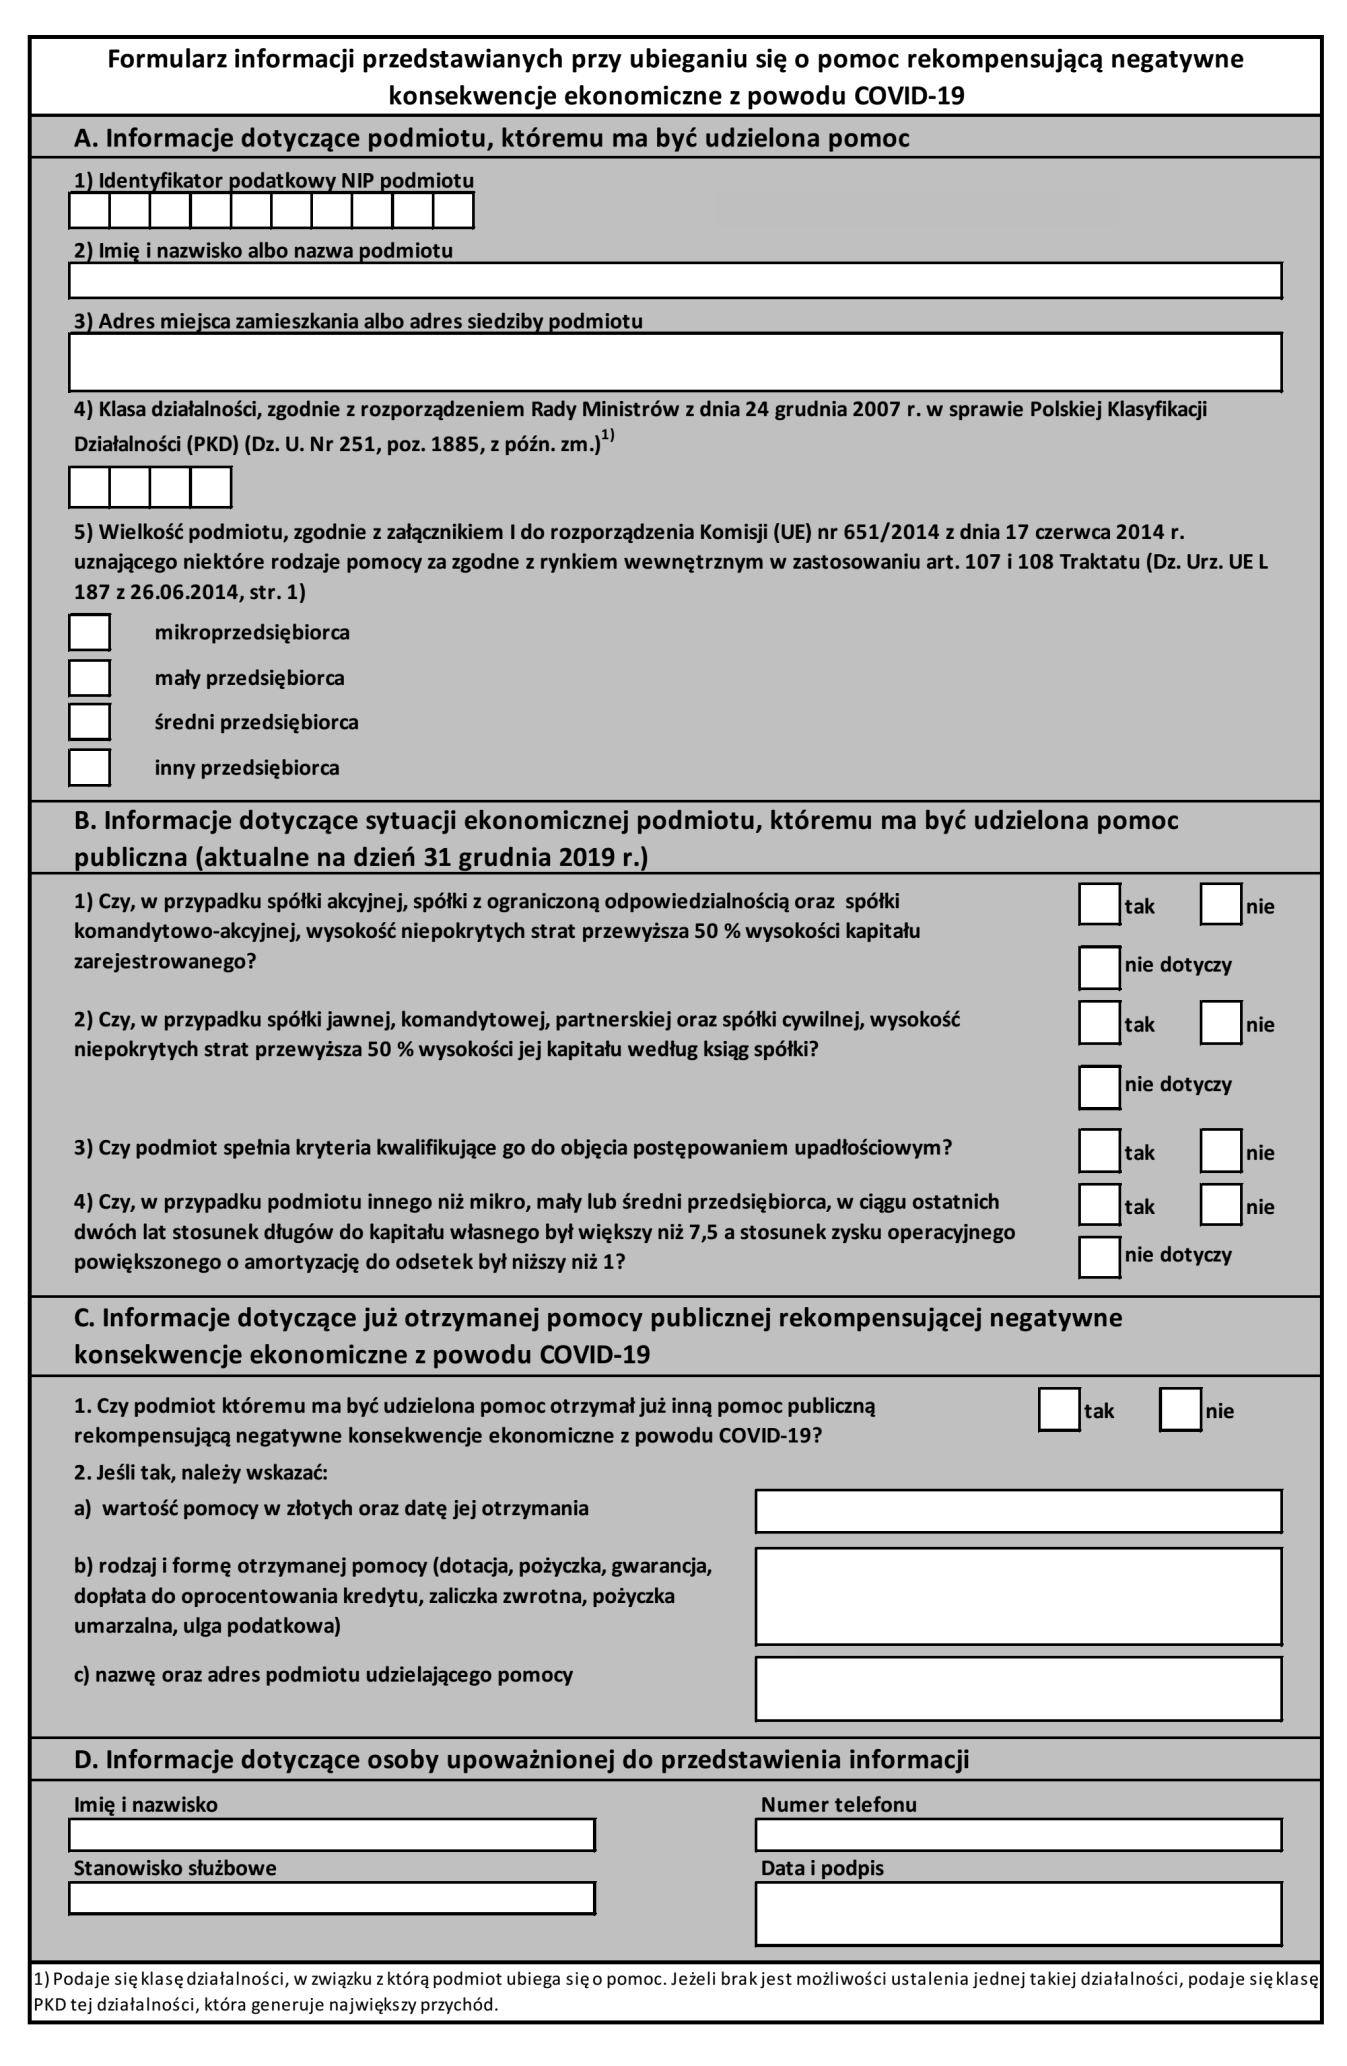 Formularz informacji przedstawianych przy ubieganiu się o pomoc rekompensującą negatywne
konsekwencje ekonomiczne z powodu COVID-19
A. Informacje dotyczące podmiotu, któremu ma być udzielona pomoc
1) Identyfikator podatkowy NIP podmiotu
2) Imię i nazwisko albo nazwa podmiotu
3) Adres miejsca zamieszkania albo adres siedziby podmiotu
4) Klasa działalności, zgodnie z rozporządzeniem Rady Ministrów z dnia 24 grudnia 2007 r. w sprawie Polskiej Klasyfikacji
Działalności (PKD) (Dz. U. Nr 251, poz. 1885, z późn. zm.)1)
5) Wielkość podmiotu, zgodnie z załącznikiem I do rozporządzenia Komisji (UE) nr 651/2014 z dnia 17 czerwca 2014 r.
uznającego niektóre rodzaje pomocy za zgodne z rynkiem wewnętrznym w zastosowaniu art. 107 i 108 Traktatu (Dz. Urz. UE L
187 z 26.06.2014, str. 1)
mikroprzedsiębiorca
mały przedsiębiorca
średni przedsiębiorca
inny przedsiębiorca
B. Informacje dotyczące sytuacji ekonomicznej podmiotu, któremu ma być udzielona pomoc
publiczna (aktualne na dzień 31 grudnia 2019 r.)
1) Czy, w przypadku spółki akcyjnej, spółki z ograniczoną odpowiedzialnością oraz spółki
komandytowo-akcyjnej, wysokość niepokrytych strat przewyższa 50 % wysokości kapitału
zarejestrowanego?
tak nie
nie dotyczy
2) Czy, w przypadku spółki jawnej, komandytowej, partnerskiej oraz spółki cywilnej, wysokość
niepokrytych strat przewyższa 50 % wysokości jej kapitału według ksiąg spółki?
tak nie
nie dotyczy
3) Czy podmiot spełnia kryteria kwalifikujące go do objęcia postępowaniem upadłościowym?
tak nie
4) Czy, w przypadku podmiotu innego niż mikro, mały lub średni przedsiębiorca, w ciągu ostatnich
dwóch lat stosunek długów do kapitału własnego był większy niż 7,5 a stosunek zysku operacyjnego
powiększonego o amortyzację do odsetek był niższy niż 1?
tak nie
nie dotyczy
C. Informacje dotyczące już otrzymanej pomocy publicznej rekompensującej negatywne
konsekwencje ekonomiczne z powodu COVID-19
1. Czy podmiot któremu ma być udzielona pomoc otrzymał już inną pomoc publiczną
rekompensującą negatywne konsekwencje ekonomiczne z powodu COVID-19?
tak nie
2. Jeśli tak, należy wskazać:
a) wartość pomocy w złotych oraz datę jej otrzymania
b) rodzaj i formę otrzymanej pomocy (dotacja, pożyczka, gwarancja,
dopłata do oprocentowania kredytu, zaliczka zwrotna, pożyczka
umarzalna, ulga podatkowa)
c) nazwę oraz adres podmiotu udzielającego pomocy
D. Informacje dotyczące osoby upoważnionej do przedstawienia informacji
Imię i nazwisko
Numer telefonu
Stanowisko służbowe
Data i podpis
1) Podaje się klasę działalności, w związku z którą podmiot ubiega się o pomoc. Jeżeli brak jest możliwości ustalenia jednej takiej działalności, podaje się klasę
PKD tej działalności, która generuje największy przychód.